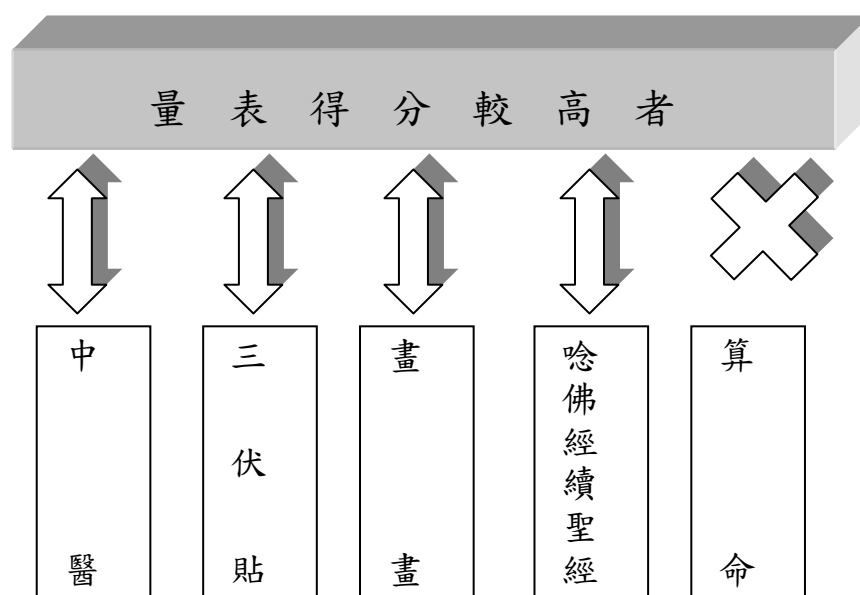 量表得分較高者
中醫
三伏貼
畫畫
唸佛經續聖經
算命